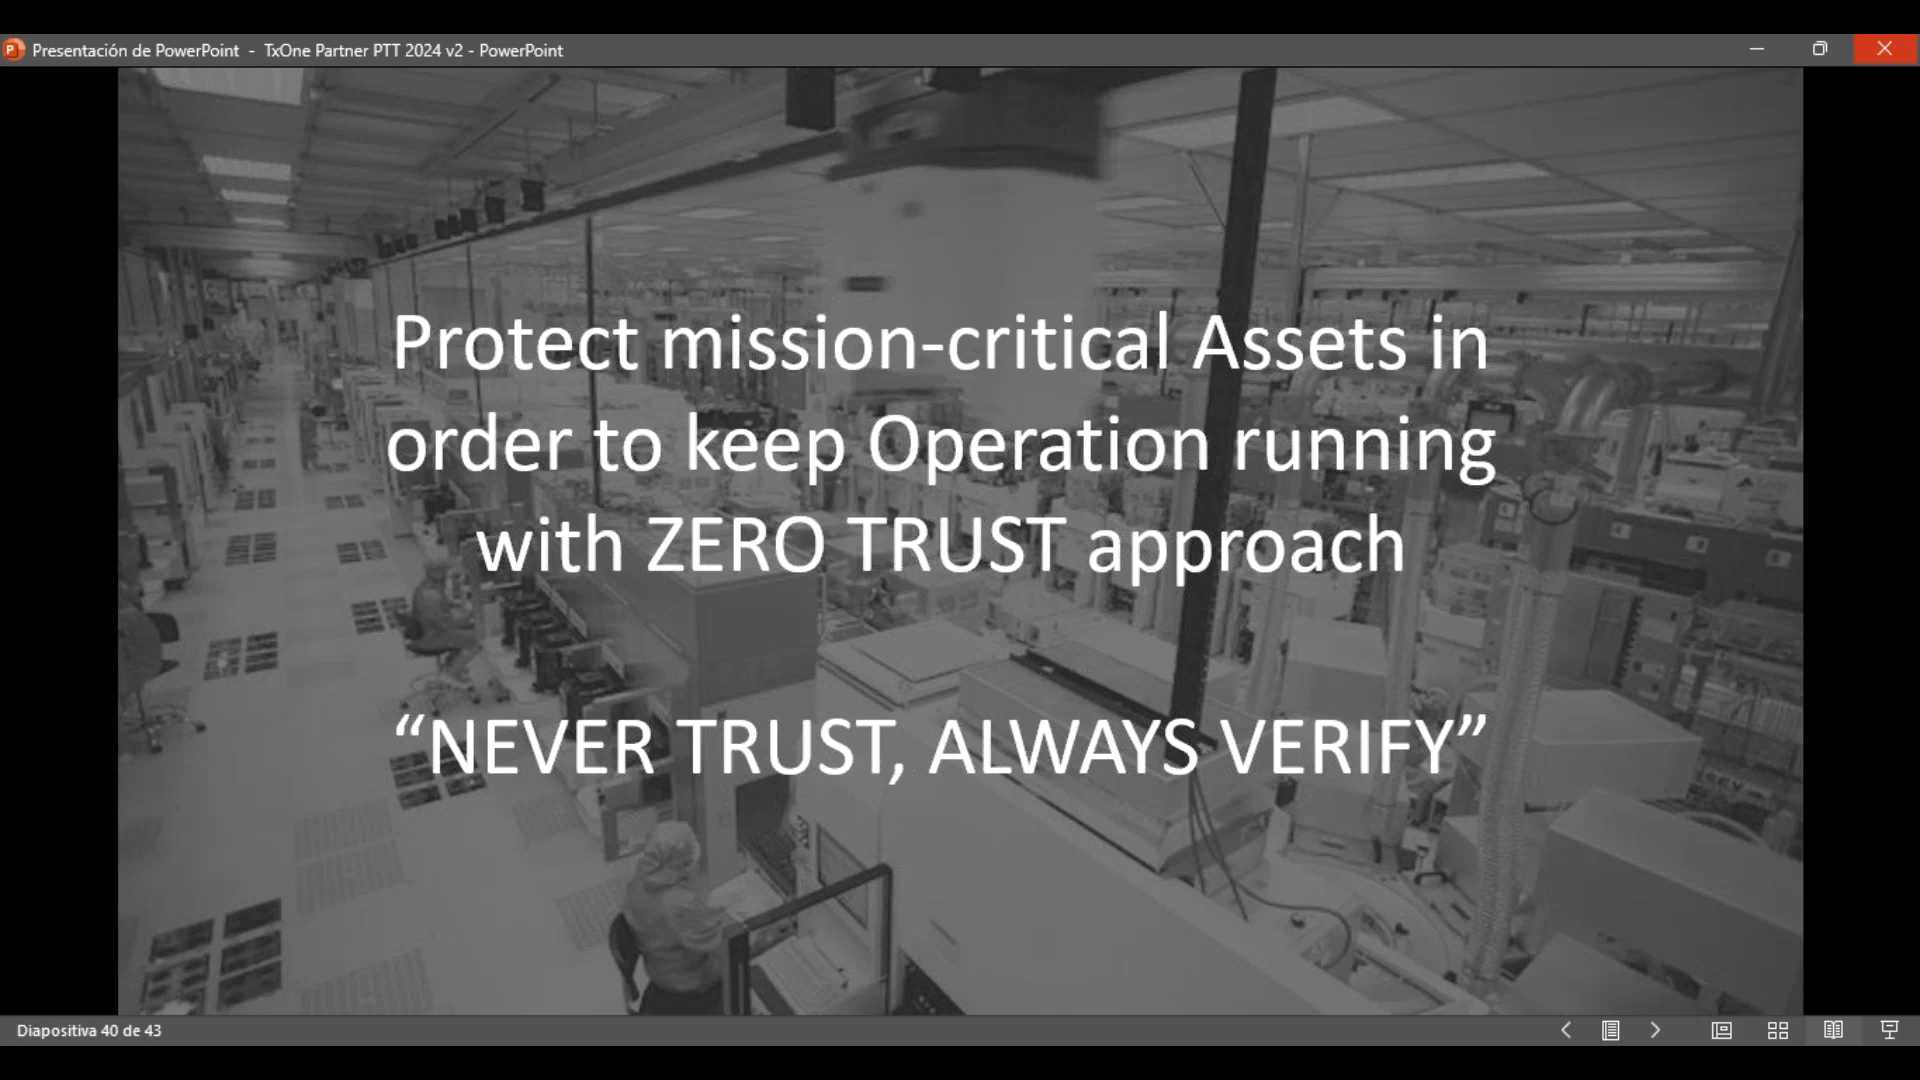 Presentación de PowerPoint - TxOne Partner PTT 2024 v2 - PowerPoint
Protect mission-critical Assets in
order to keep Operation running
with ZERO TRUST approach
“NEVER TRUST, ALWAYS VERIFY”
Diapositiva 40 de 43